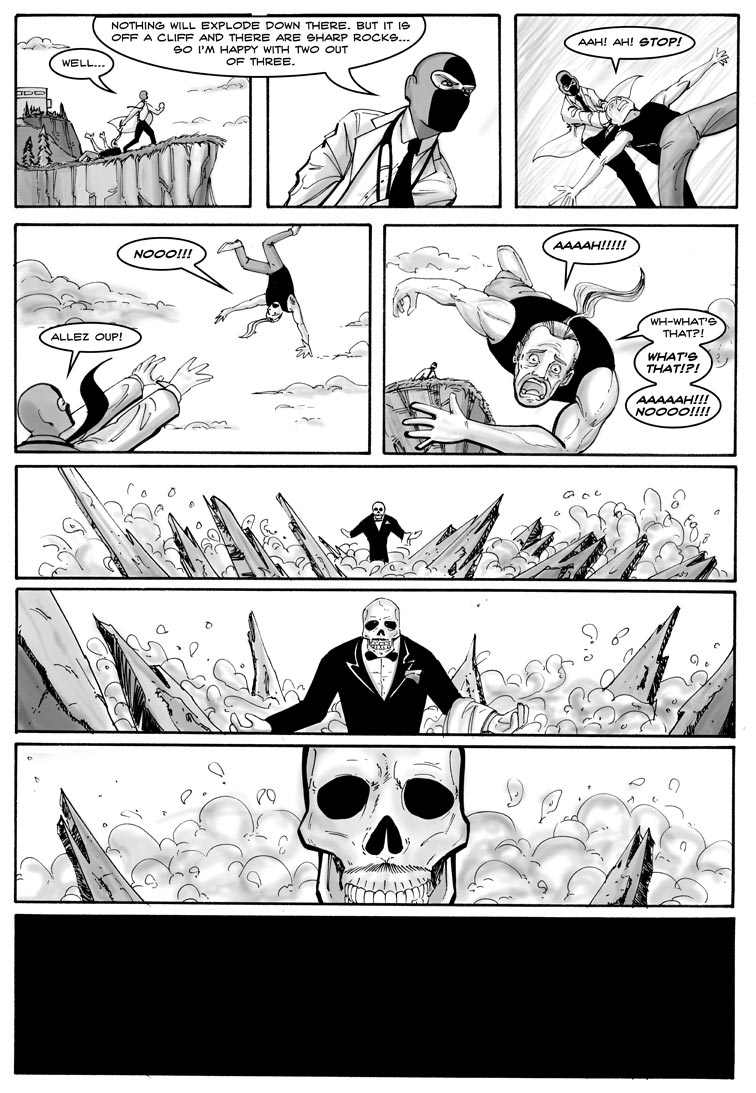 WELL...
NOTHING WILL EXPLODE DOWN THERE. BUT IT IS
OFF A CLIFF AND THERE ARE SHARP ROCKS...
SO I'M HAPPY WITH TWO OUT
OF THREE.
AAH! AH! STOP!
NOOO!!!
ALLEZ OUP!
AAAAH!!!!!
WH-WHAT'S
THAT?!
WHAT'S
THAT!?!
AAAAAH!!!
NOOOO!!!!